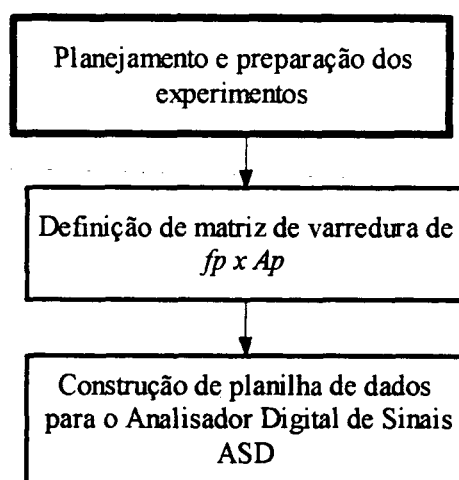 Planejamento e preparação dos
experimentos
Definição de matriz de varredura de
fp x Ap
Construção de planilha de dados
para o Analisador Digital de Sinais
ASD